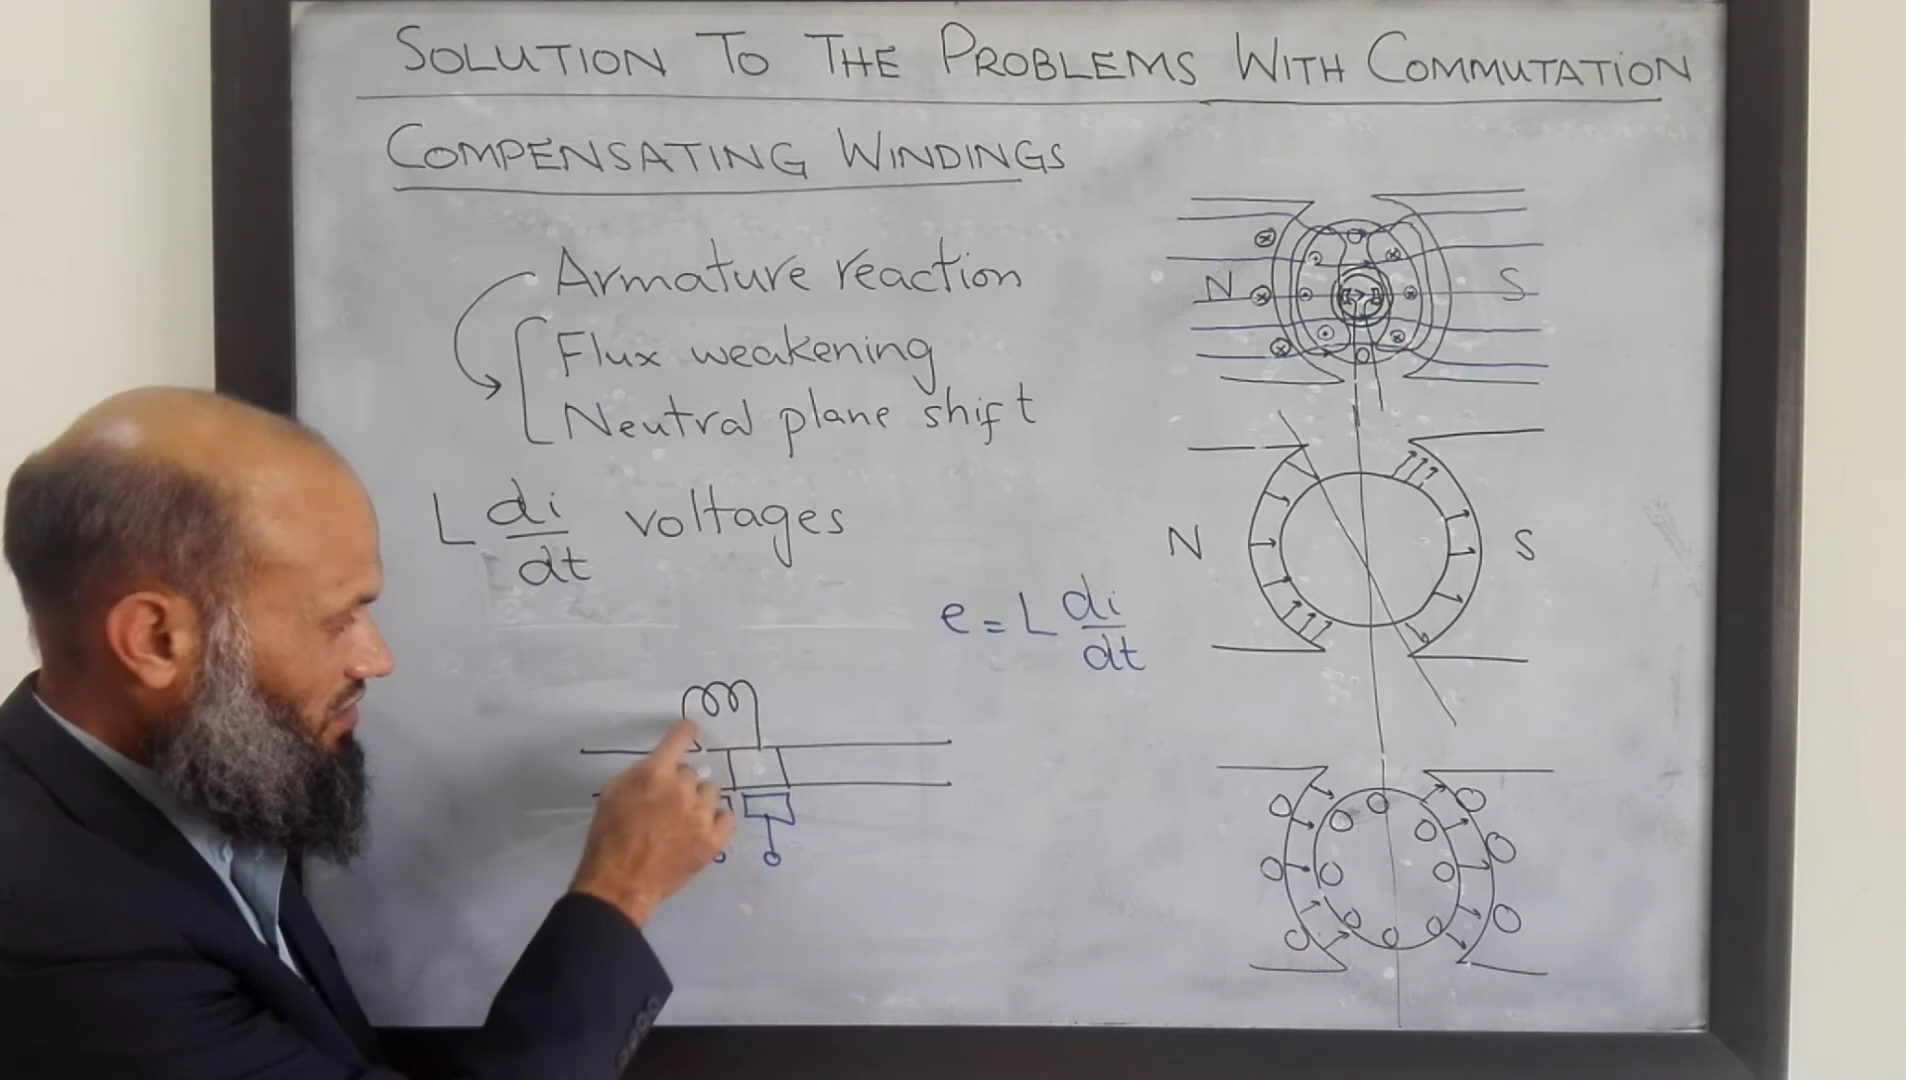 SOLUTION TO THE PROBLEMS WITH COMMUTATION
COMPENSATING WINDINGS
Armature reaction
Flux weakening
Neutral plane shift
L di/dt voltages
e = L di/dt
N S
N S